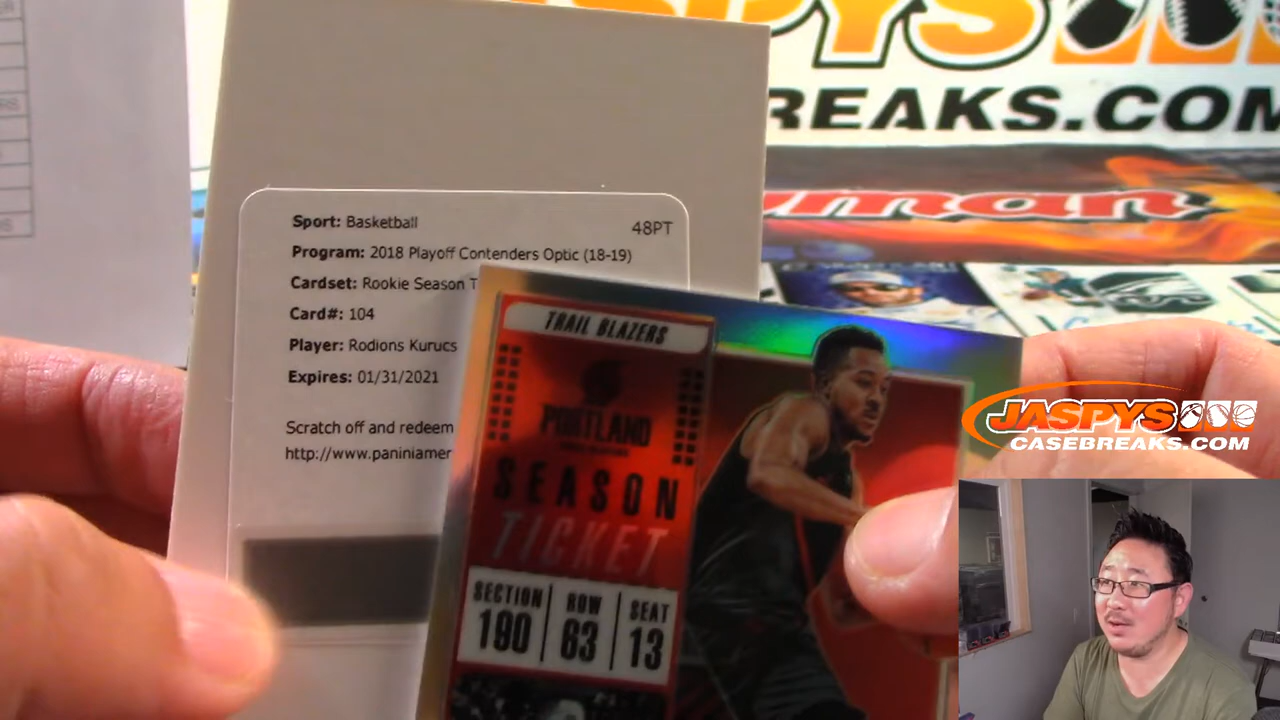 JASPYS
REAKS.COM
uman
Sport: Basketball
48PT
Program: 2018 Playoff Contenders Optic (18-19)
Cardset: Rookie Season T
Card#: 104
Player: Rodions Kurucs
Expires: 01/31/2021
Scratch off and redeem
http://www.paniniamer
TRAIL BLAZERS
PORTLAND
SEASON
TICKET
SECTION ROW SEAT
190 63 13
JASPYS
CASEBREAKS.COM